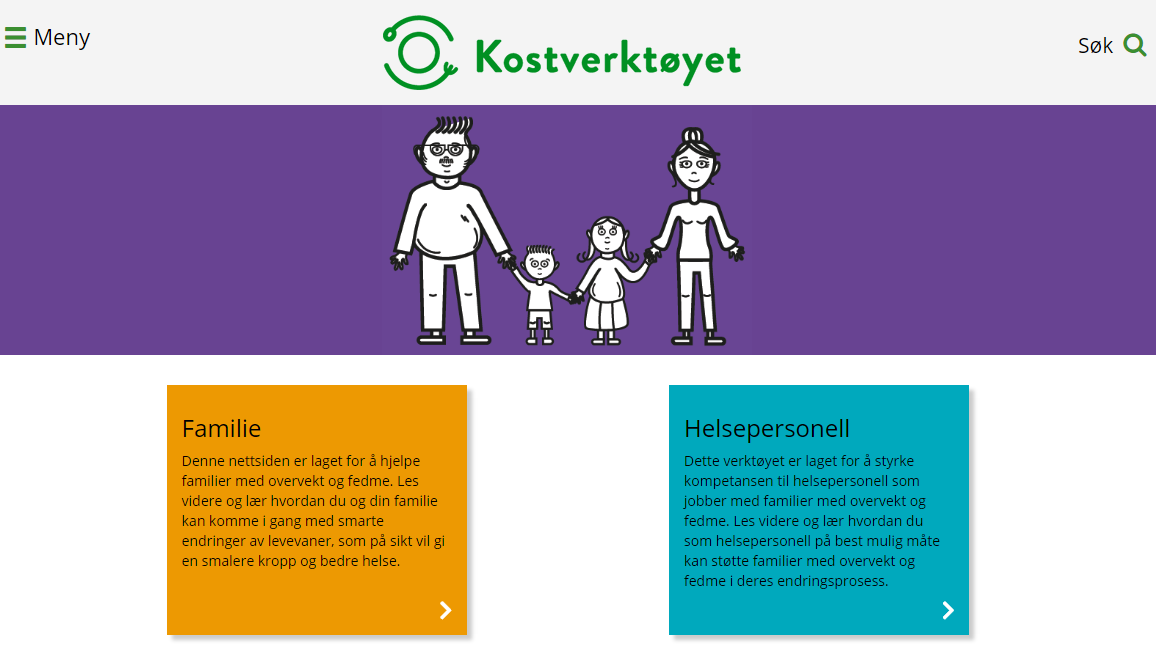 Meny
Kostverktøyet
Søk
Familie
Denne nettsiden er laget for å hjelpe
familier med overvekt og fedme. Les
videre og lær hvordan du og din familie
kan komme i gang med smarte
endringer av levevaner, som på sikt vil gi
en smalere kropp og bedre helse.
Helsepersonell
Dette verktøyet er laget for å styrke
kompetansen til helsepersonell som
jobber med familier med overvekt og
fedme. Les videre og lær hvordan du
som helsepersonell på best mulig måte
kan støtte familier med overvekt og
fedme i deres endringsprosess.